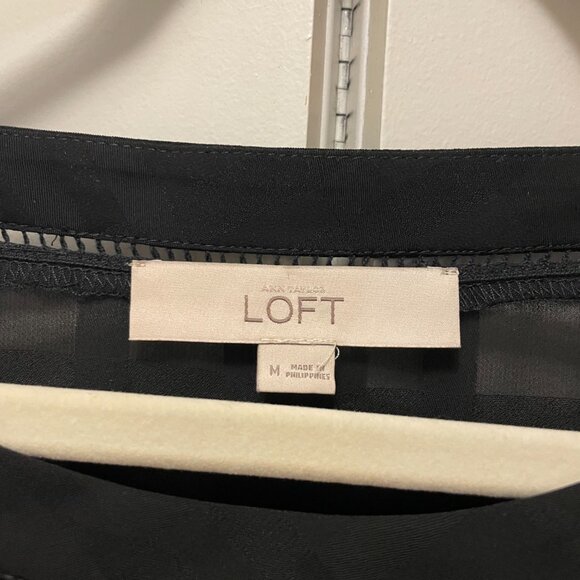 ANN TAYLOR
LOFT
M
MADE IN
PHILIPPINES